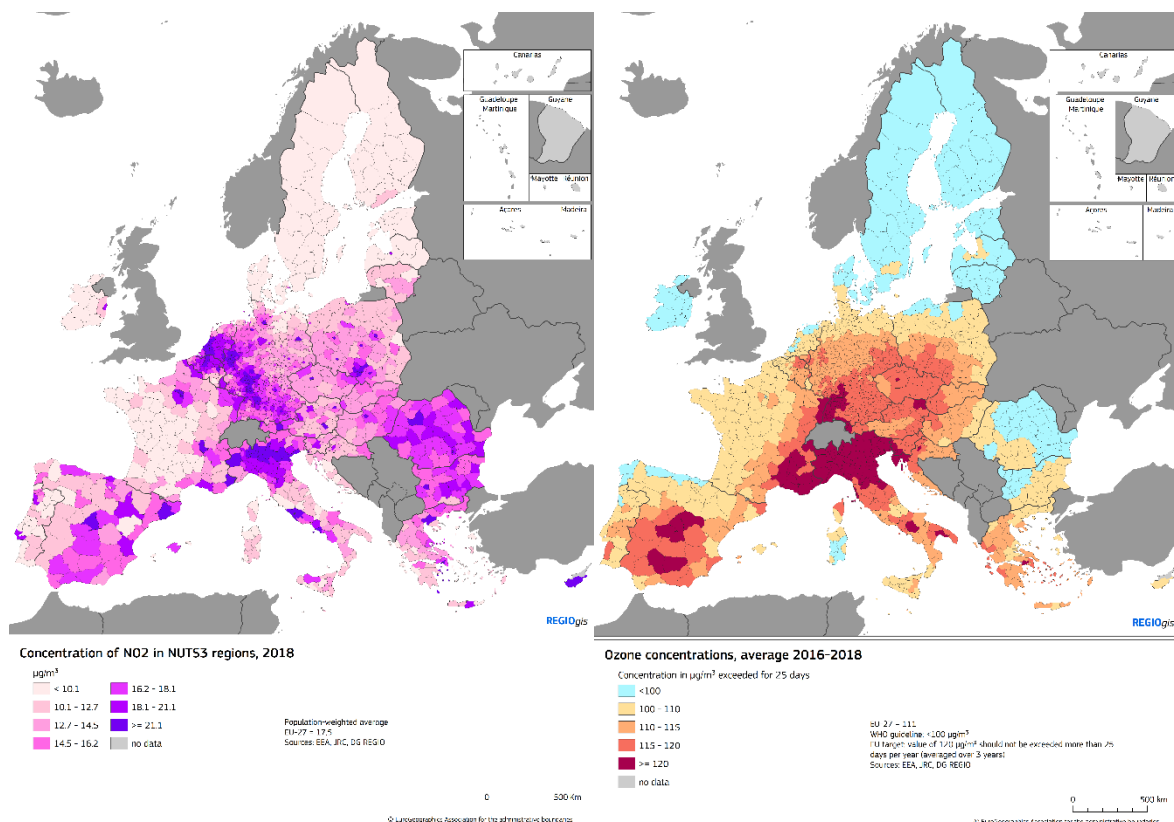 Canarias
Guadeloupe
Martinique
Guyane
Mayotte
Réunion
Açores
Madeira
REGIOgis
Concentration of NO2 in NUTS3 regions, 2018
µg/m³
< 10.1
10.1 - 12.7
12.7 - 14.5
14.5 - 16.2
16.2 - 18.1
18.1 - 21.1
>= 21.1
no data
Population-weighted average
EU-27 = 17,5
Sources: EEA, JRC, DG REGIO
0 500 Km
© EuroGeographics Association for the administrative boundaries
Canarias
Guadeloupe
Martinique
Guyane
Mayotte
Réunion
Açores
Madeira
REGIOgis
Ozone concentrations, average 2016-2018
Concentration in µg/m³ exceeded for 25 days
<100
100 - 110
110 - 115
115 - 120
>= 120
no data
EU-27 = 111
WHO guideline: <100 µg/m³
EU target value of 120 µg/m³ should not be exceeded more than 25
days per year (averaged over 3 years)
Sources: EEA, JRC, DG REGIO
0 500 km
© EuroGeographics Association for the administrative boundaries